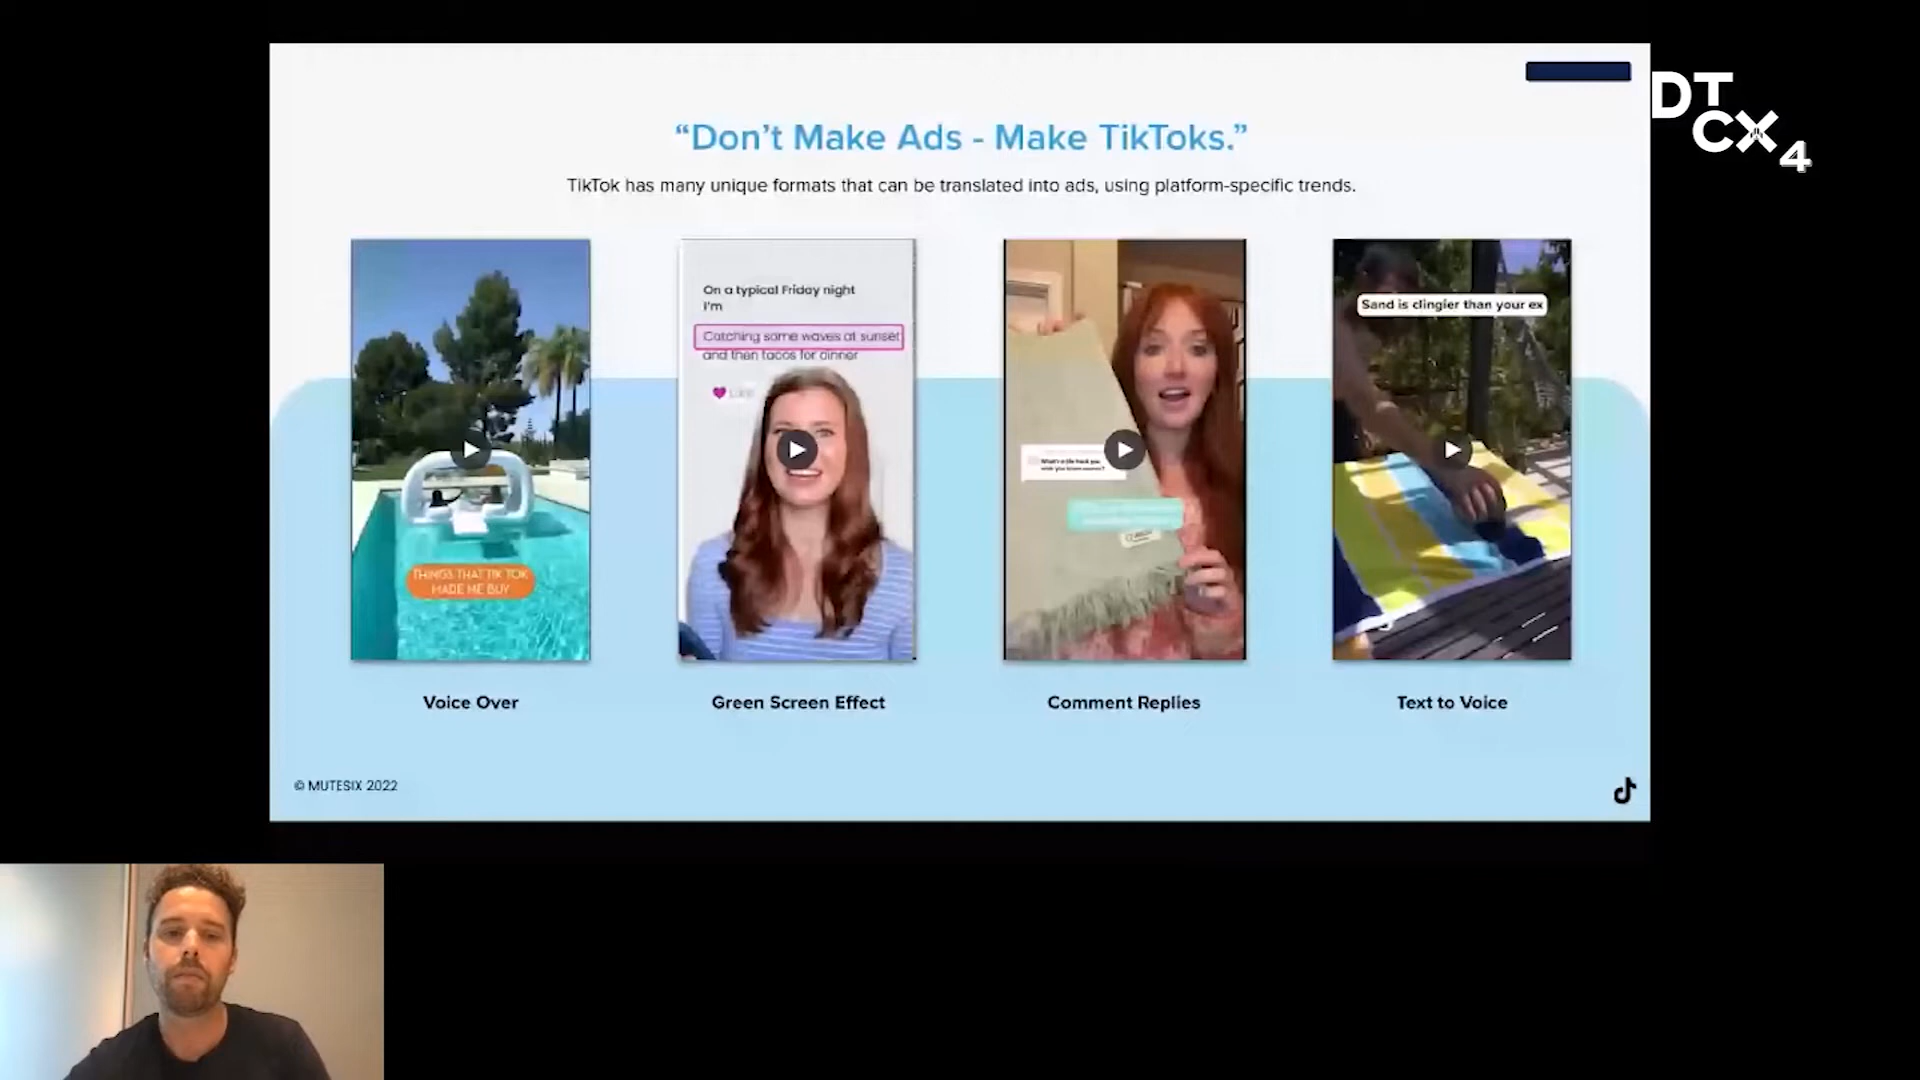 DT
CX4
“Don’t Make Ads - Make TikToks.”
TikTok has many unique formats that can be translated into ads, using platform-specific trends.
THINGS THAT TIK TOK
MADE ME BUY
On a typical Friday night
I'm
Catching some waves at sunset
and then tacos for dinner
Like
Sand is clingier than your ex
Voice Over
Green Screen Effect
Comment Replies
Text to Voice
© MUTESIX 2022